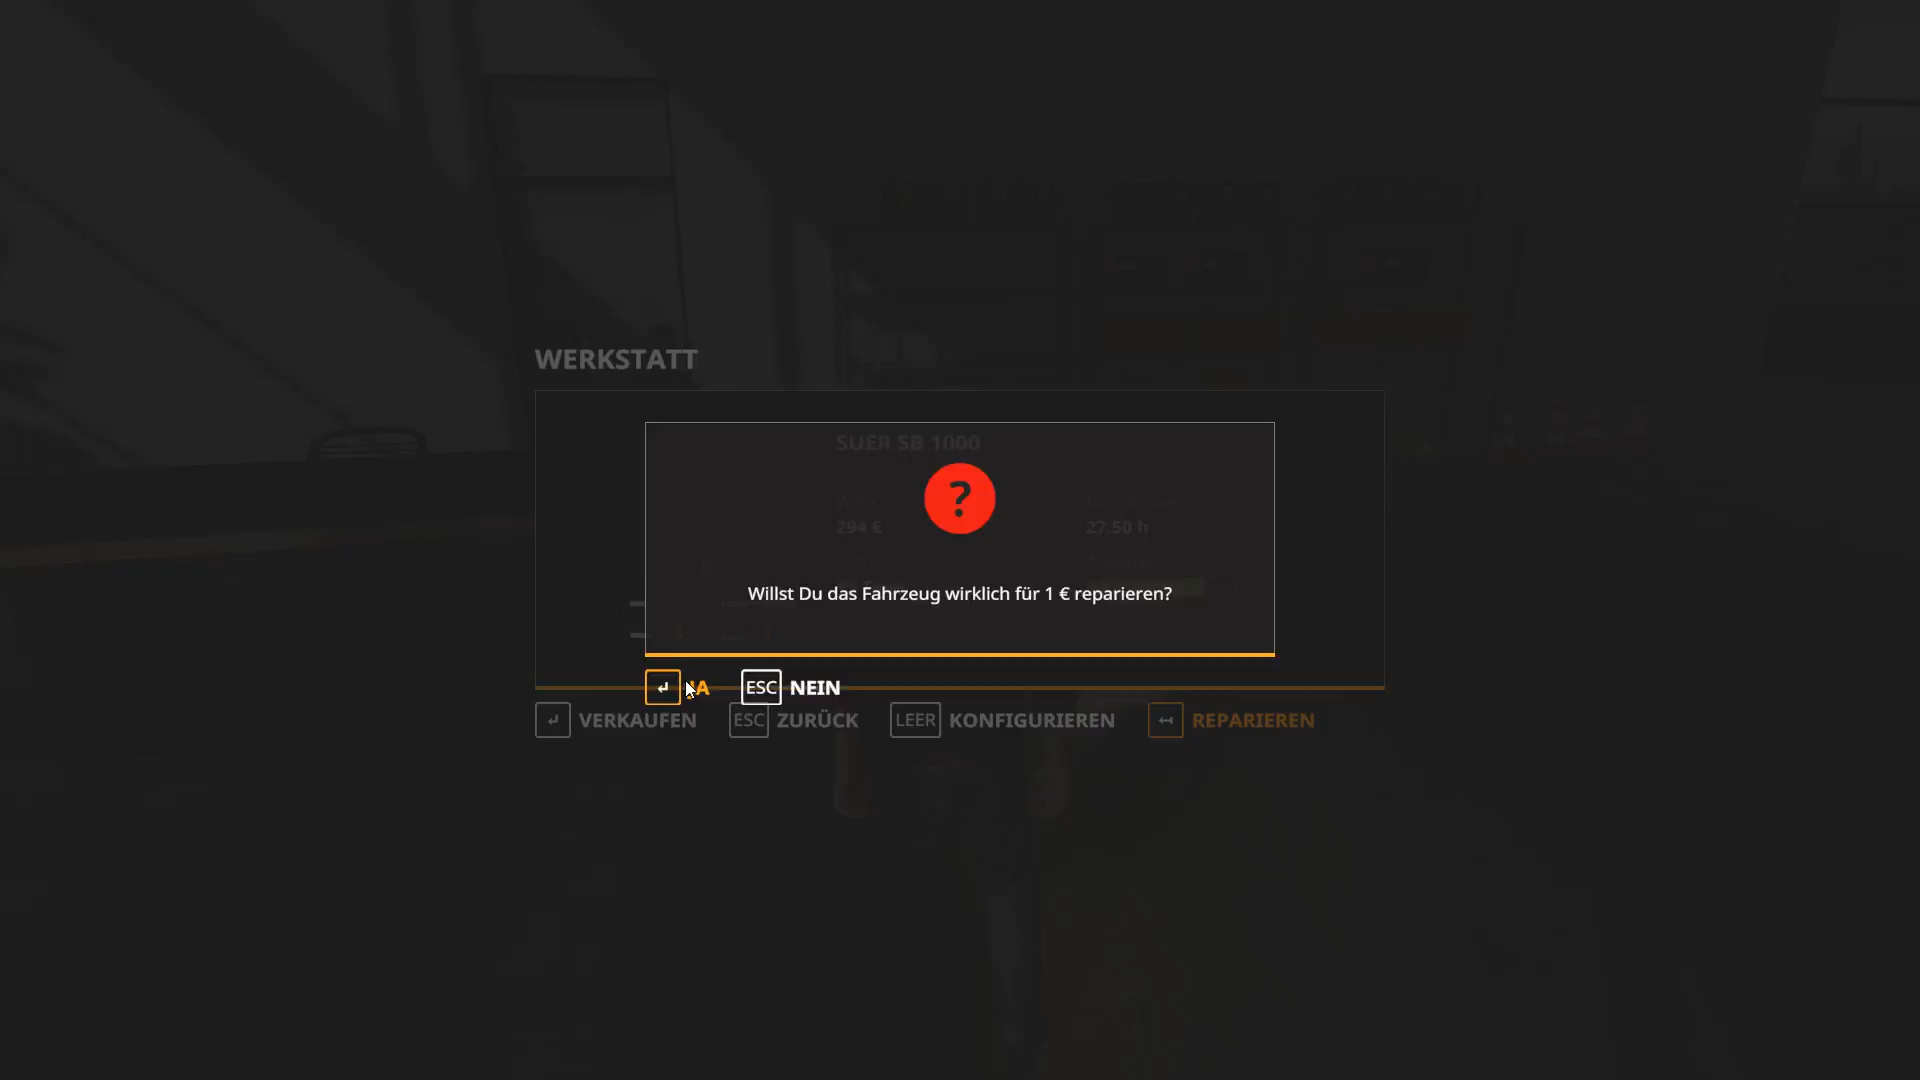 WERKSTATT
SUER SB 1000
294 €
27.50 h
Willst Du das Fahrzeug wirklich für 1 € reparieren?
JA
ESC NEIN
VERKAUFEN
ESC ZURÜCK
LEER KONFIGURIEREN
REPARIEREN